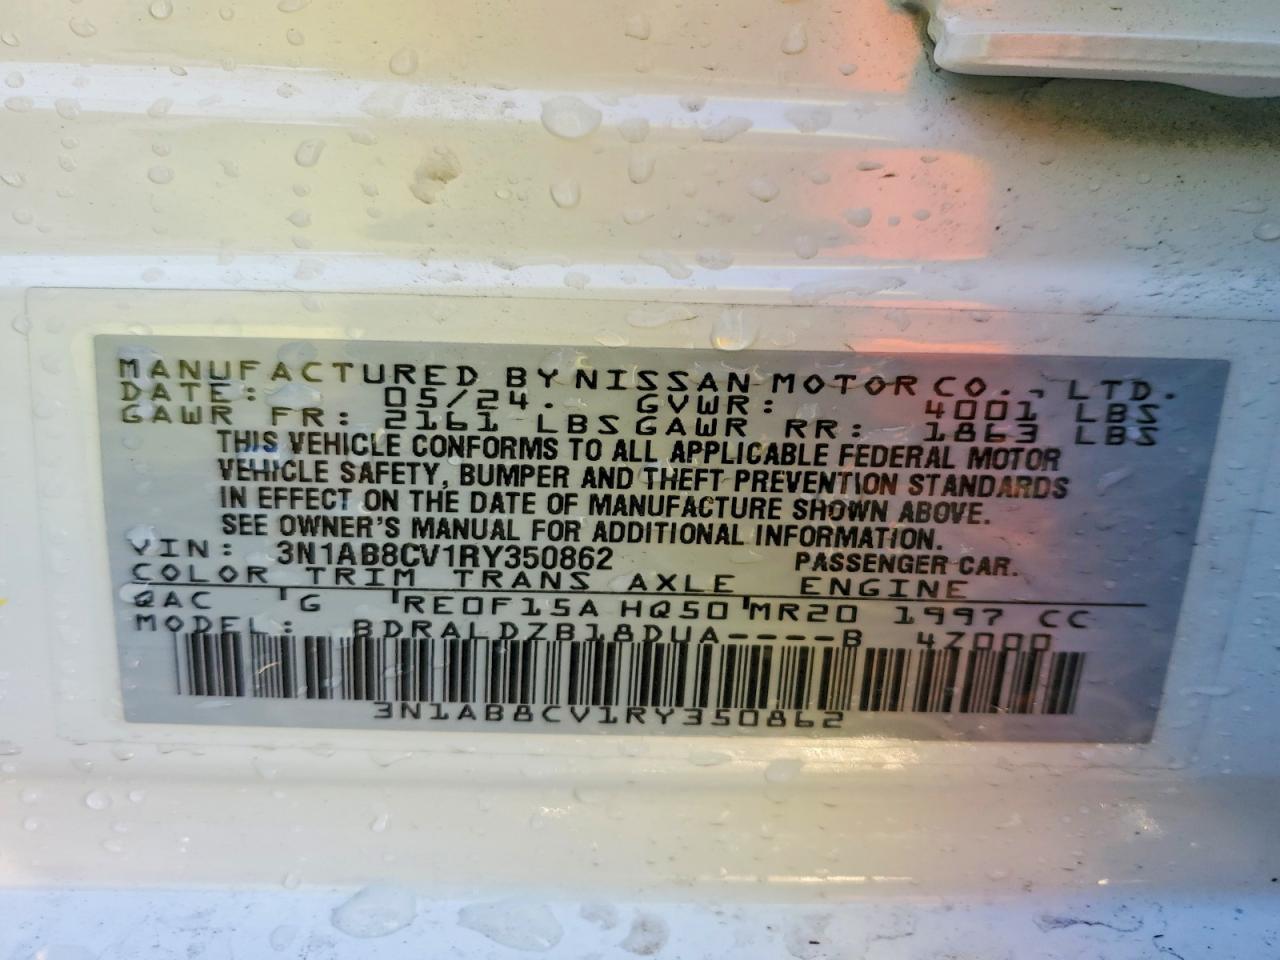 MANUFACTURED BY NISSAN MOTOR CO., LTD.
DATE: 05/24. GVWR: 4001 LBS
GAWR FR: 2161 LBS GAWR RR: 1863 LBS
THIS VEHICLE CONFORMS TO ALL APPLICABLE FEDERAL MOTOR
VEHICLE SAFETY, BUMPER AND THEFT PREVENTION STANDARDS
IN EFFECT ON THE DATE OF MANUFACTURE SHOWN ABOVE.
SEE OWNER'S MANUAL FOR ADDITIONAL INFORMATION.
VIN: 3N1AB8CV1RY350862 PASSENGER CAR.
COLOR TRIM TRANS AXLE ENGINE
QAC G RE0F15A HQ50 MR20 1997 CC
MODEL: BDRALDZB18DUA----B 4Z000
3N1AB8CV1RY350862